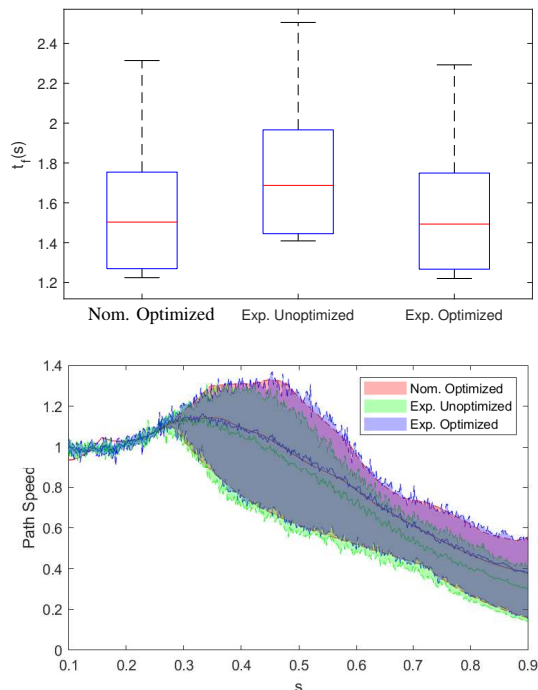 2.4
2.2
2
1.8
1.6
1.4
1.2
t_f(s)
Nom. Optimized Exp. Unoptimized Exp. Optimized
1.4
1.2
1
0.8
0.6
0.4
0.2
0
Path Speed
Nom. Optimized
Exp. Unoptimized
Exp. Optimized
0.1 0.2 0.3 0.4 0.5 0.6 0.7 0.8 0.9
s